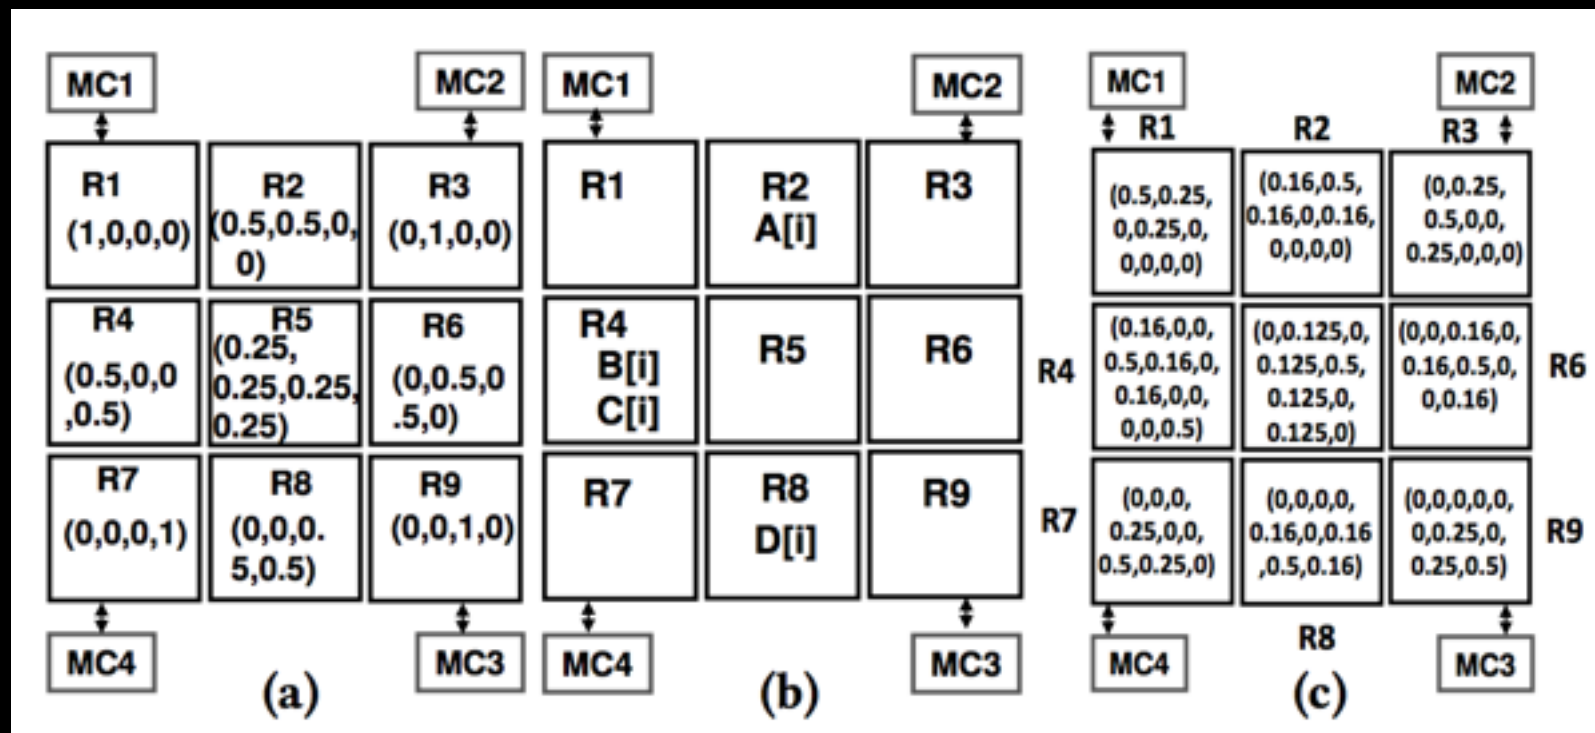 MC1
MC2
R1
(1,0,0,0)
R2
(0.5,0.5,0,
0)
R3
(0,1,0,0)
R4
(0.5,0,0
,0.5)
R5
(0.25,
0.25,0.25,
0.25)
R6
(0,0.5,0
.5,0)
R7
(0,0,0,1)
R8
(0,0,0.
5,0.5)
R9
(0,0,1,0)
MC4
MC3
(a)
MC1
MC2
R1
R2
A[i]
R3
R4
B[i]
C[i]
R5
R6
R7
R8
D[i]
R9
MC4
MC3
(b)
MC1
MC2
R1
R2
R3
(0.5,0.25,
0,0.25,0,
0,0,0,0)
(0.16,0.5,
0.16,0,0.16,
0,0,0,0)
(0,0.25,
0.5,0,0,
0.25,0,0,0)
R4
(0.16,0,0,
0.5,0.16,0,
0.16,0,0,
0,0,0.5)
(0,0.125,0,
0.125,0.5,
0.125,0,
0.125,0)
(0,0,0.16,0,
0.16,0.5,0,
0,0.16)
R6
R7
(0,0,0,
0.25,0,0,
0.5,0.25,0)
(0,0,0,0,
0.16,0,0.16
,0.5,0.16)
(0,0,0,0,0,
0,0.25,0,
0.25,0.5)
R9
R8
MC4
MC3
(c)